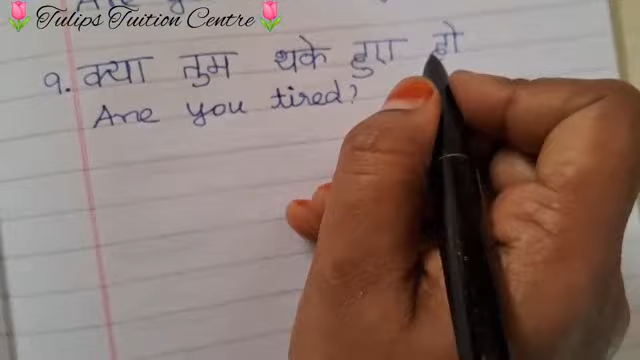 Tulips Tuition Centre
9. क्या तुम थके हुए हो
Are you tired?